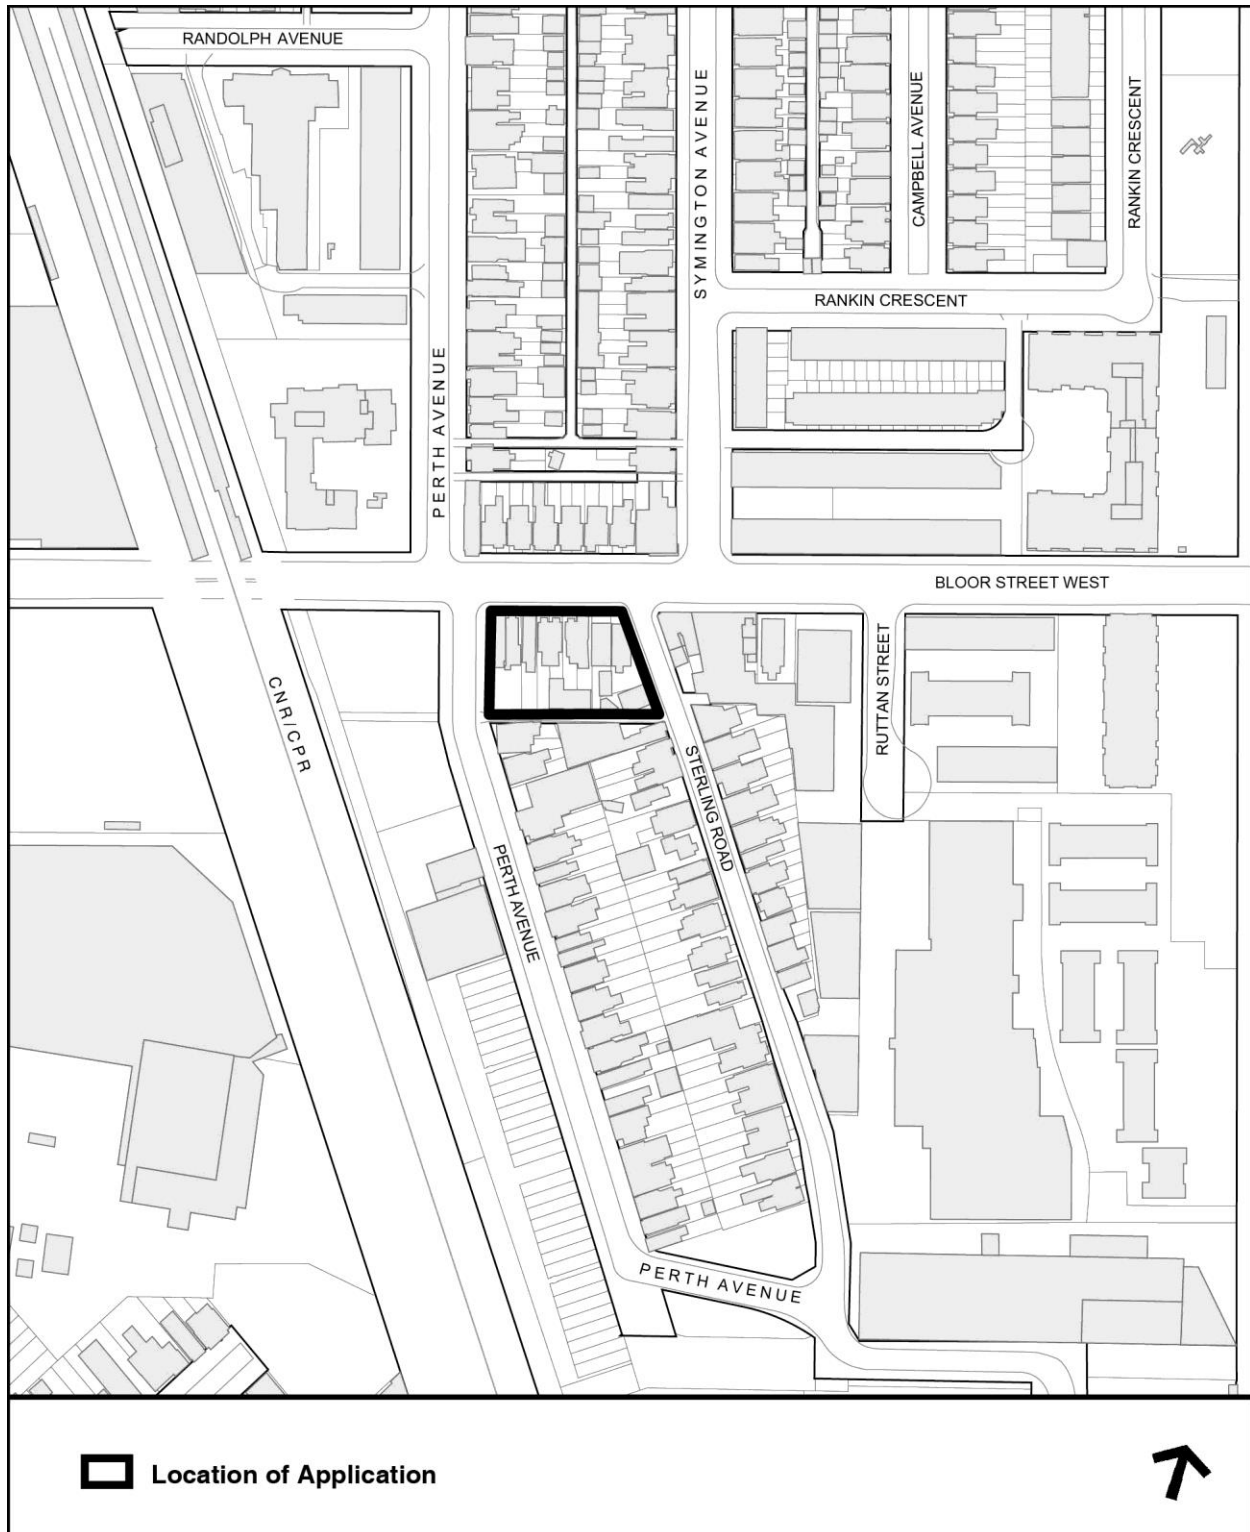 RANDOLPH AVENUE
SYMINGTON AVENUE
CAMPBELL AVENUE
RANKIN CRESCENT
RANKIN CRESCENT
PERTH AVENUE
BLOOR STREET WEST
CNR/CPR
RUTTAN STREET
STERLING ROAD
PERTH AVENUE
PERTH AVENUE
Location of Application